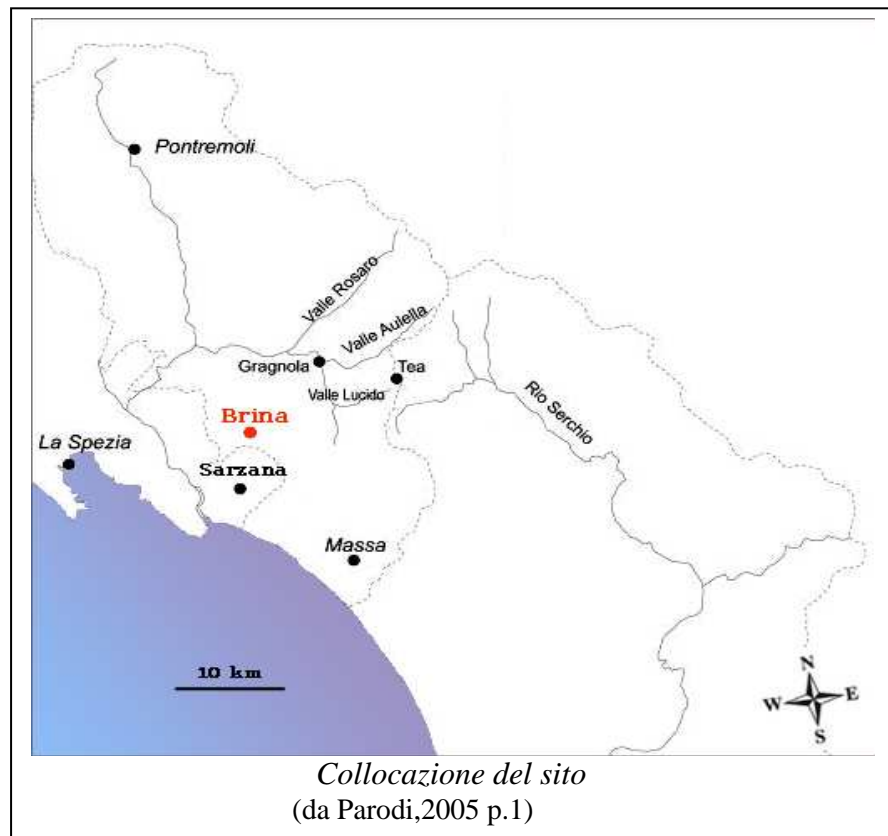 Pontremoli
Valle Rosaro
Valle Aulella
Gragnola
Tea
Valle Lucido
Brina
Rio Serchio
La Spezia
Sarzana
Massa
10 km
N
W E
S
Collocazione del sito
(da Parodi,2005 p.1)